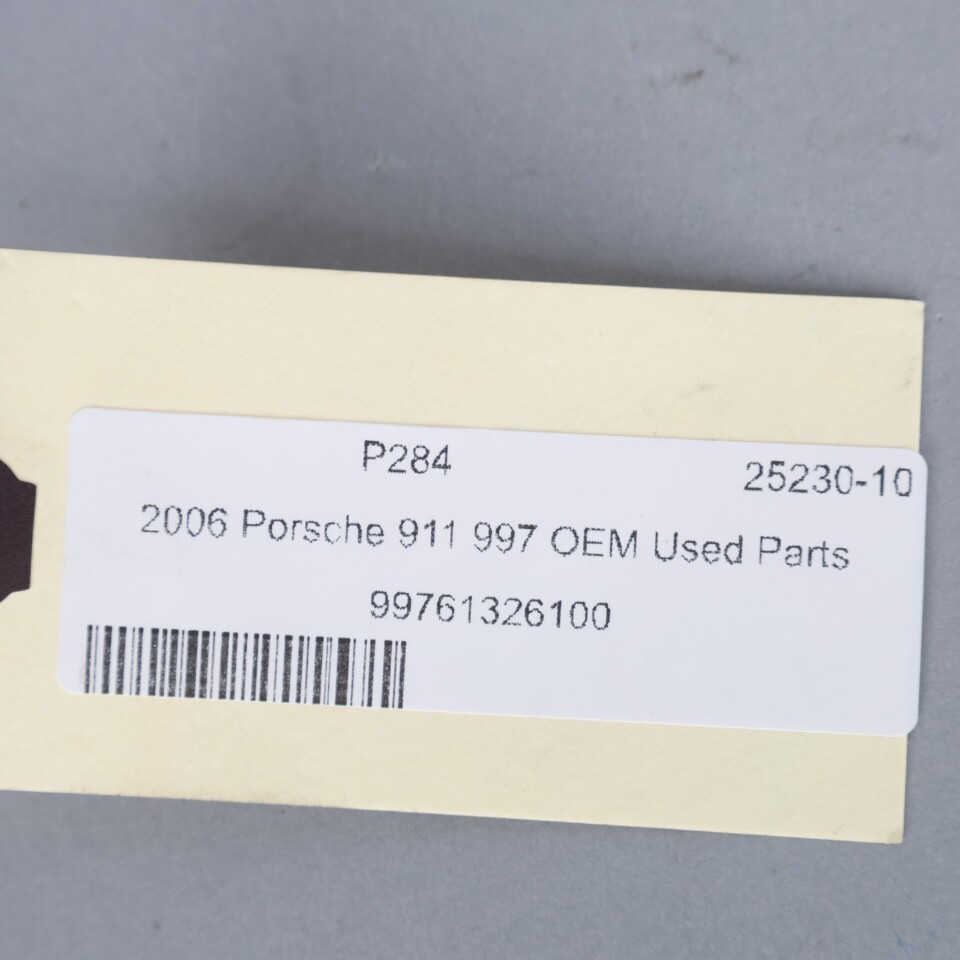 P284 25230-10
2006 Porsche 911 997 OEM Used Parts
99761326100